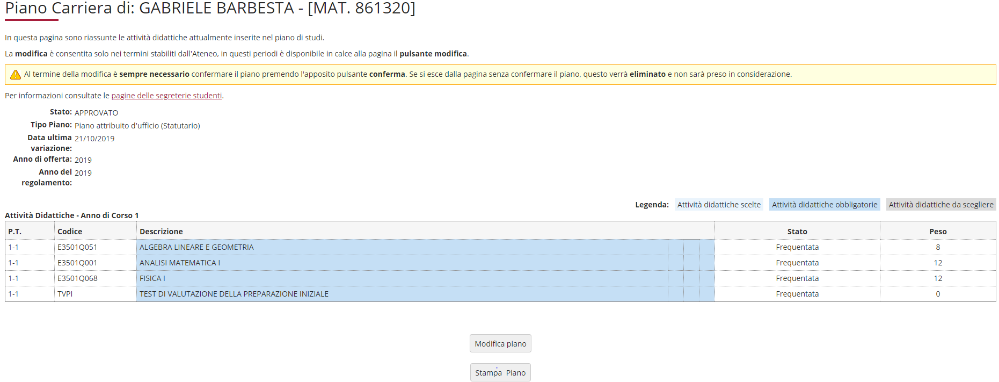 Piano Carriera di: GABRIELE BARBESTA - [MAT. 861320]
In questa pagina sono riassunte le attività didattiche attualmente inserite nel piano di studi.
La modifica è consentita solo nei termini stabiliti dall'Ateneo, in questi periodi è disponibile in calce alla pagina il pulsante modifica.
Al termine della modifica è sempre necessario confermare il piano premendo l'apposito pulsante conferma. Se si esce dalla pagina senza confermare il piano, questo verrà eliminato e non sarà preso in considerazione.
Per informazioni consultate le pagine delle segreterie studenti.
Stato: APPROVATO
Tipo Piano: Piano attribuito d'ufficio (Statutario)
Data ultima 21/10/2019
variazione:
Anno di offerta: 2019
Anno del 2019
regolamento:
Legenda: Attività didattiche scelte Attività didattiche obbligatorie Attività didattiche da scegliere
Attività Didattiche - Anno di Corso 1
P.T. Codice Descrizione Stato Peso
1-1 E3501Q051 ALGEBRA LINEARE E GEOMETRIA Frequentata 8
1-1 E3501Q001 ANALISI MATEMATICA I Frequentata 12
1-1 E3501Q068 FISICA I Frequentata 12
1-1 TVPI TEST DI VALUTAZIONE DELLA PREPARAZIONE INIZIALE Frequentata 0
Modifica piano
Stampa Piano